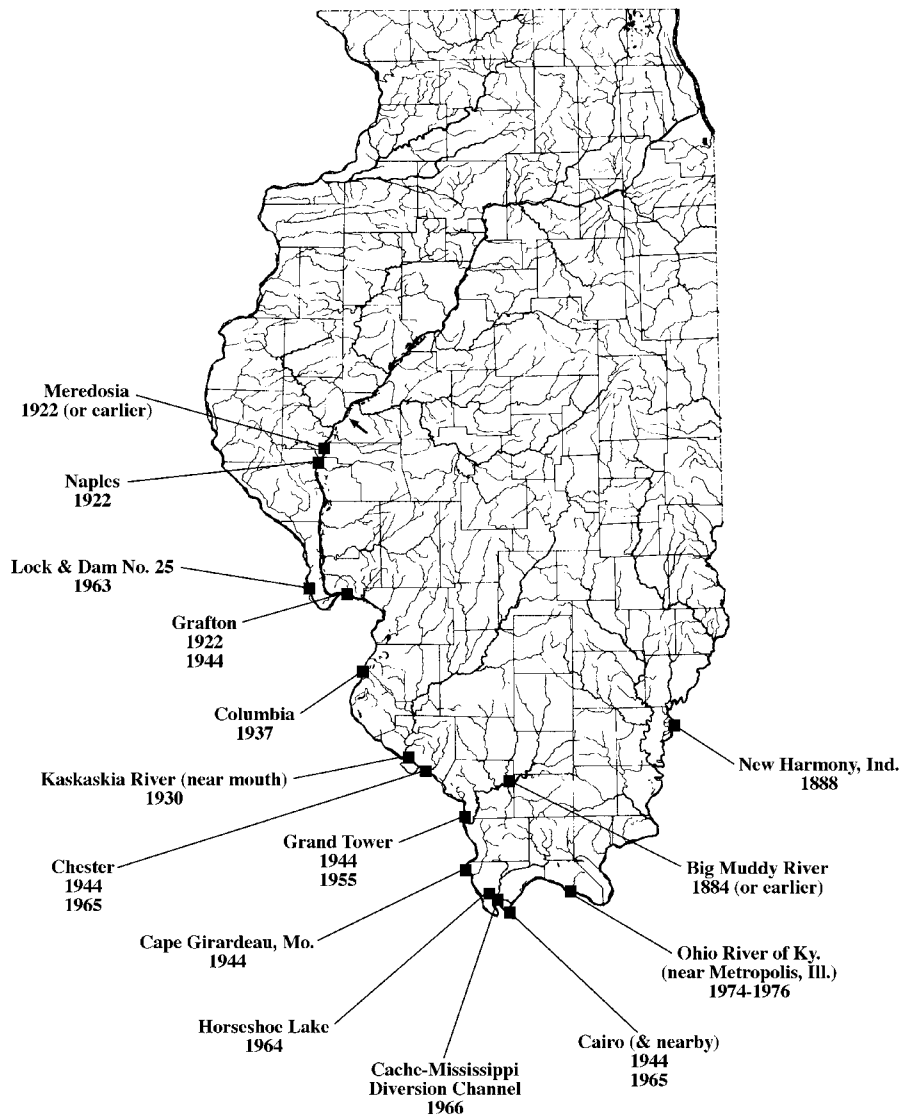 Meredosia
1922 (or earlier)
Naples
1922
Lock & Dam No. 25
1963
Grafton
1922
1944
Columbia
1937
Kaskaskia River (near mouth)
1930
Chester
1944
1965
Grand Tower
1944
1955
Cape Girardeau, Mo.
1944
Horseshoe Lake
1964
Cache-Mississippi
Diversion Channel
1966
Cairo (& nearby)
1944
1965
Ohio River of Ky.
(near Metropolis, Ill.)
1974-1976
Big Muddy River
1884 (or earlier)
New Harmony, Ind.
1888